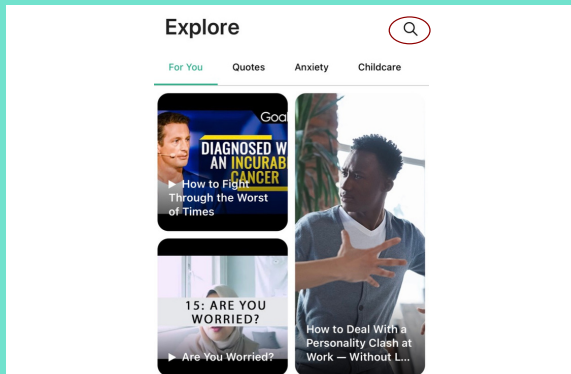 Explore
For You Quotes Anxiety Childcare
Goal
DIAGNOSED W
AN INCURAB
CANCER
▶ How to Fight
Through the Worst
of Times
15: ARE YOU
WORRIED?
▶ Are You Worried?
How to Deal With a
Personality Clash at
Work — Without L...